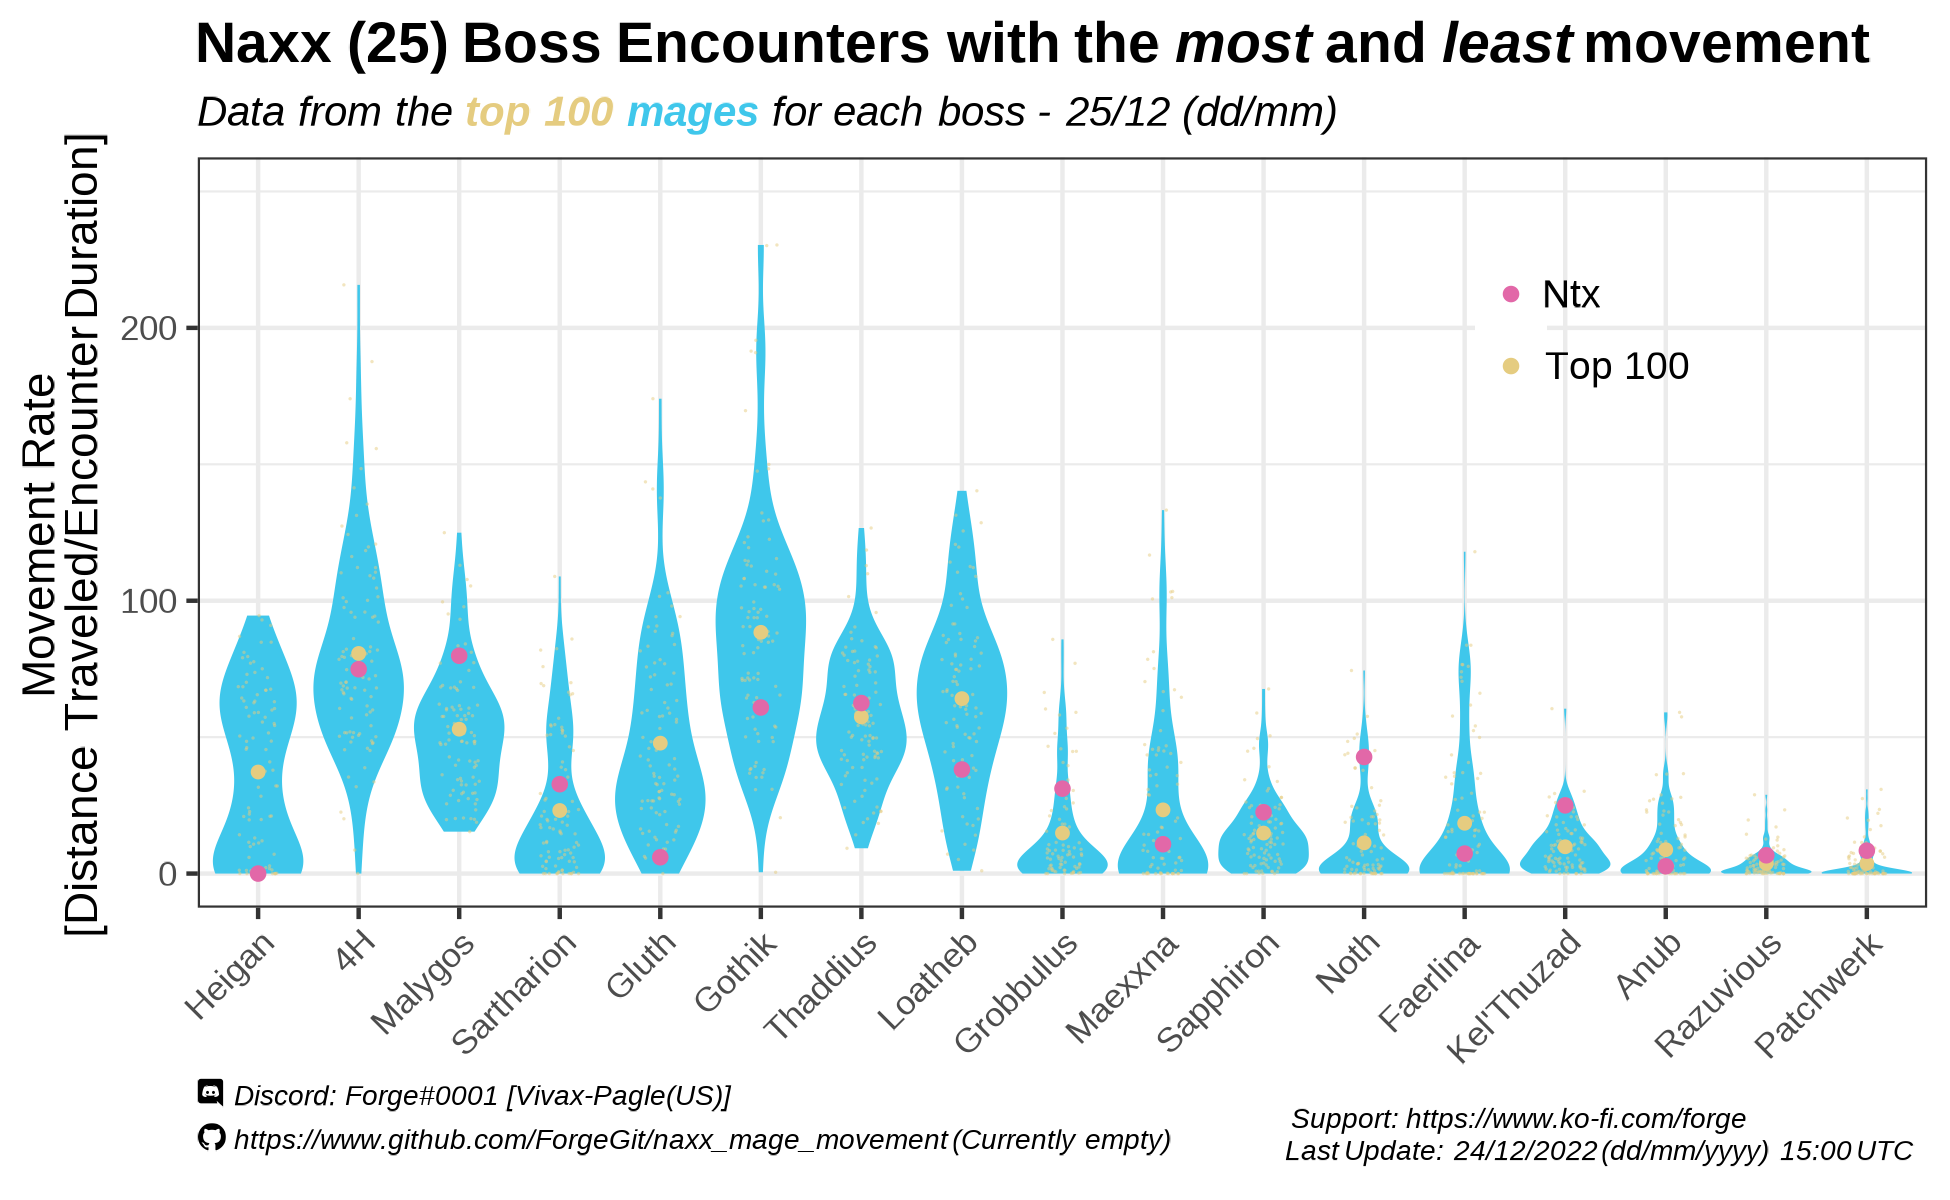 Naxx (25) Boss Encounters with the most and least movement
Data from the top 100 mages for each boss - 25/12 (dd/mm)
Movement Rate
[Distance Traveled/Encounter Duration]
200
100
0
Ntx
Top 100
Heigan
4H
Malygos
Sartharion
Gluth
Gothik
Thaddius
Loatheb
Grobbulus
Maexxna
Sapphiron
Noth
Faerlina
Kel'Thuzad
Anub
Razuvious
Patchwerk
Discord: Forge#0001 [Vivax-Pagle(US)]
https://www.github.com/ForgeGit/naxx_mage_movement (Currently empty)
Support: https://www.ko-fi.com/forge
Last Update: 24/12/2022 (dd/mm/yyyy) 15:00 UTC